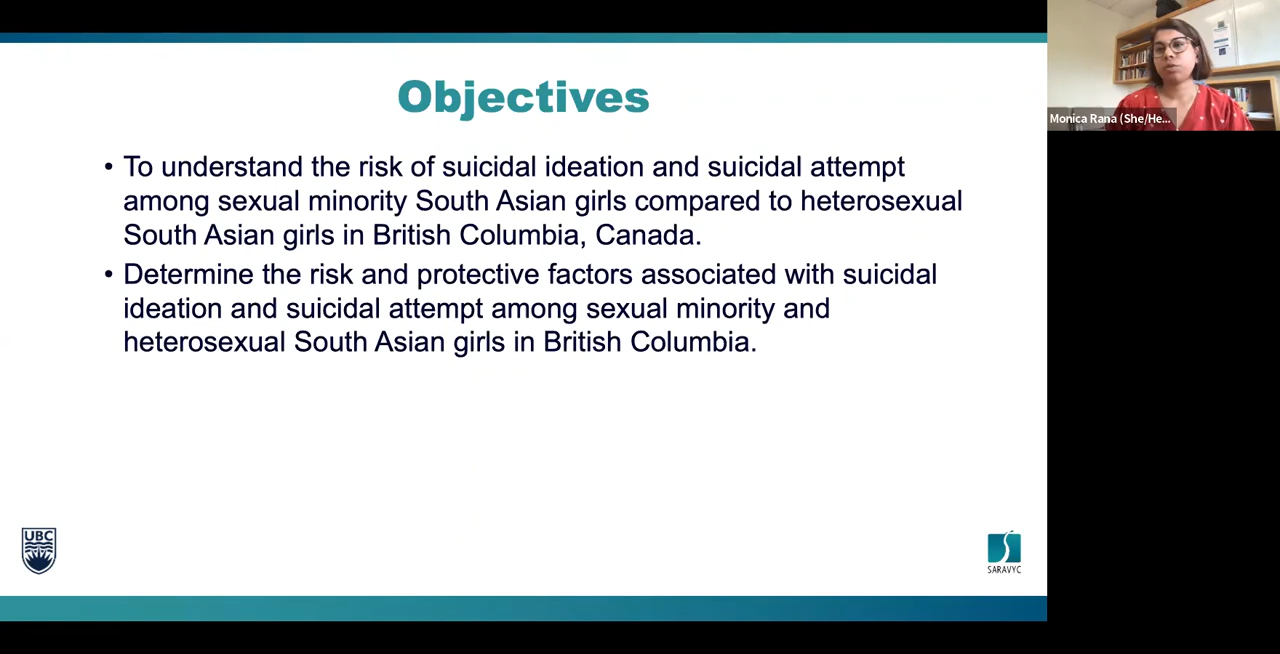 Objectives
• To understand the risk of suicidal ideation and suicidal attempt
among sexual minority South Asian girls compared to heterosexual
South Asian girls in British Columbia, Canada.
• Determine the risk and protective factors associated with suicidal
ideation and suicidal attempt among sexual minority and
heterosexual South Asian girls in British Columbia.
Monica Rana (She/He...
UBC
SARAVYC